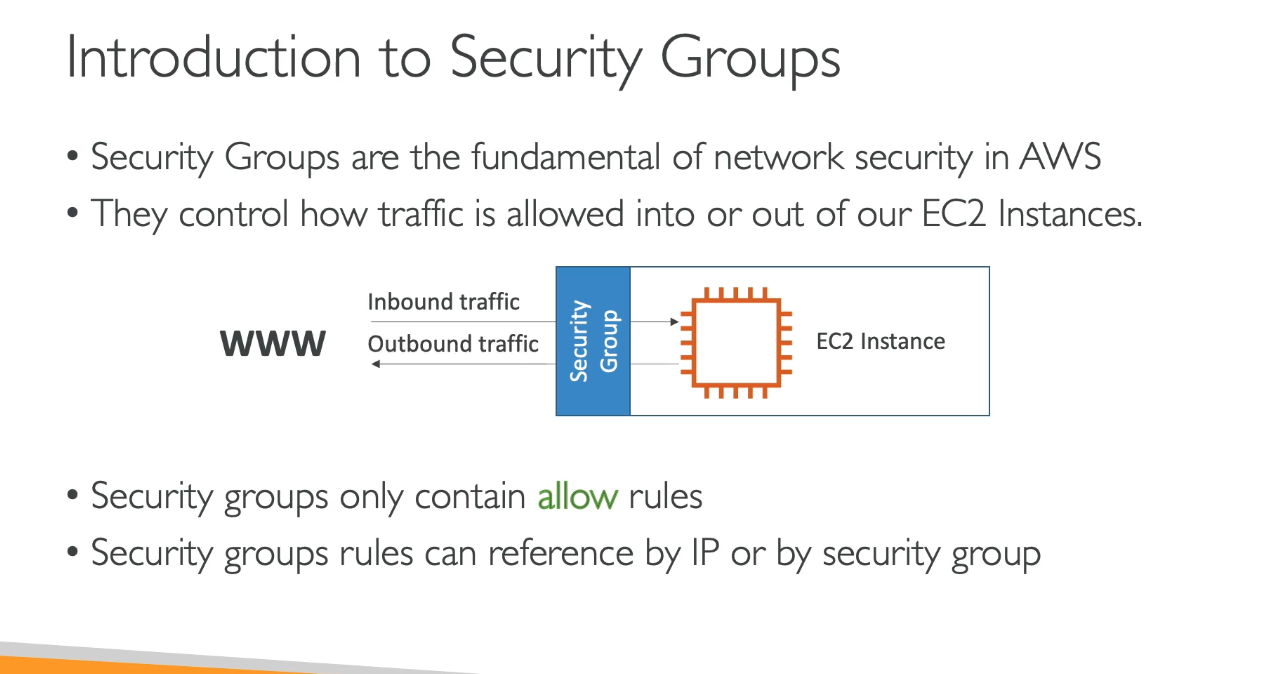 Introduction to Security Groups
• Security Groups are the fundamental of network security in AWS
• They control how traffic is allowed into or out of our EC2 Instances.
WWW
Inbound traffic
Outbound traffic
Security
Group
EC2 Instance
• Security groups only contain allow rules
• Security groups rules can reference by IP or by security group